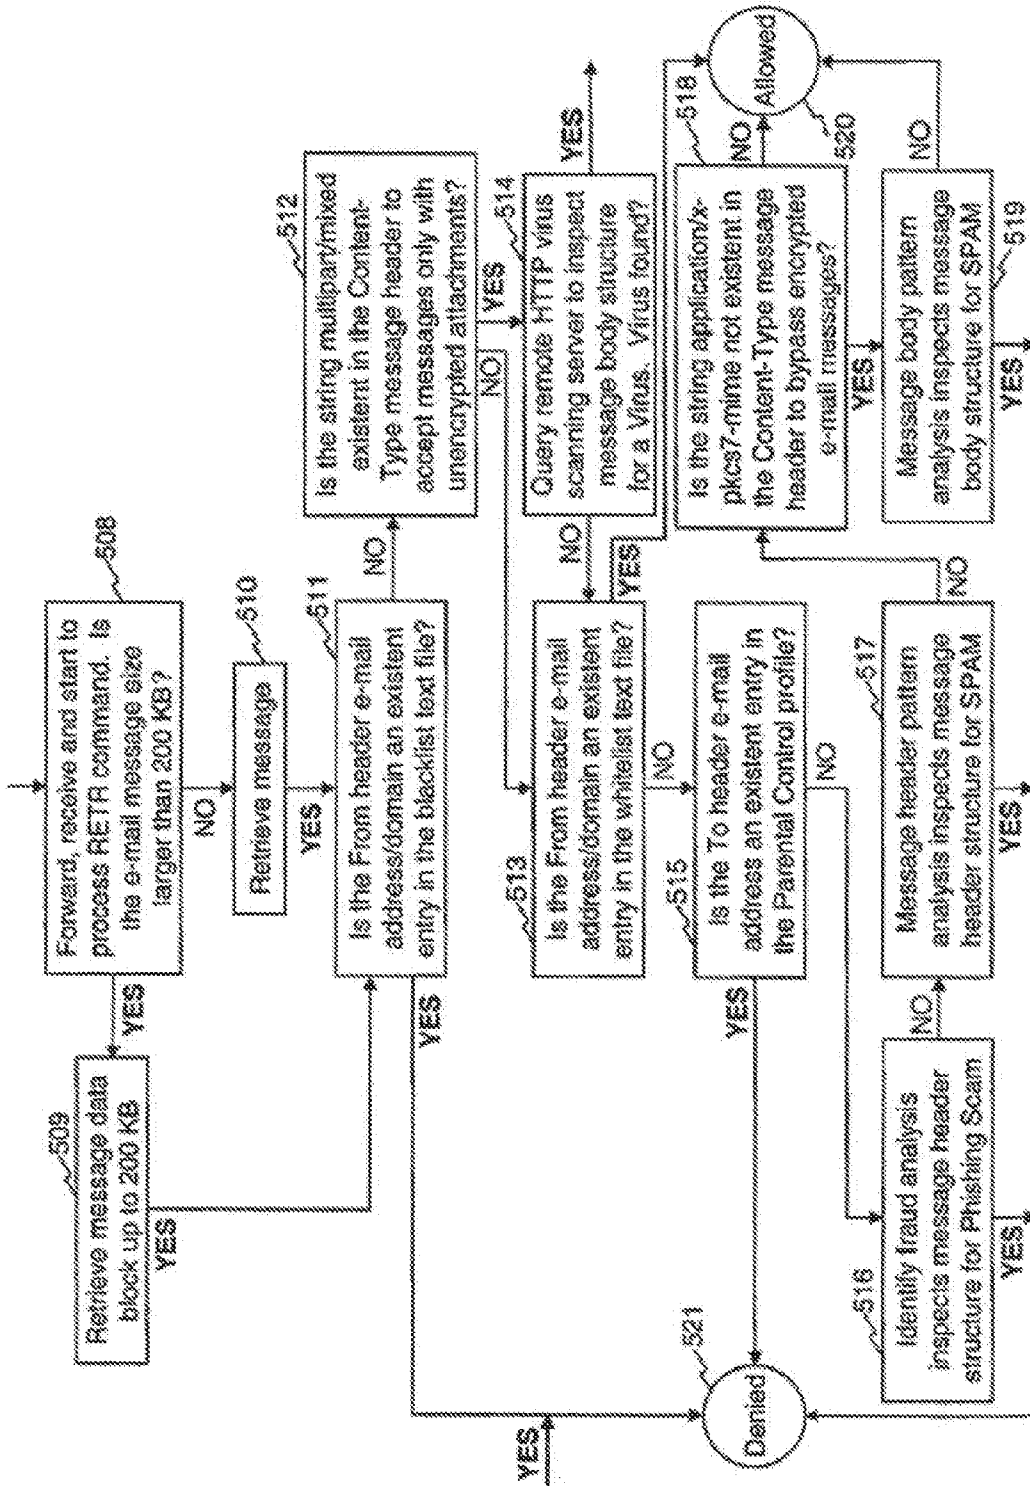 Forward, receive and start to
process RETR command. Is
the e-mail message size
larger than 200 KB?
508
YES
NO
Retrieve message data
block up to 200 KB
509
YES
Retrieve message
510
YES
Is the From header e-mail
address/domain an existent
entry in the blacklist text file?
511
YES
NO
Is the string multipart/mixed
existent in the Content-
Type message header to
accept messages only with
unencrypted attachments?
512
NO
YES
Query remote HTTP virus
scanning server to inspect
message body structure
for a Virus. Virus found?
514
NO
YES
YES
Is the From header e-mail
address/domain an existent
entry in the whitelist text file?
513
NO
YES
Is the To header e-mail
address an existent entry in
the Parental Control profile?
515
YES
NO
Denied
521
Identify fraud analysis
inspects message header
structure for Phishing Scam
516
NO
YES
Message header pattern
analysis inspects message
header structure for SPAM
517
NO
YES
Is the string application/x-
pkcs7-mime not existent in
the Content-Type message
header to bypass encrypted
e-mail messages?
518
NO
YES
Message body pattern
analysis inspects message
body structure for SPAM
519
NO
YES
Allowed
520